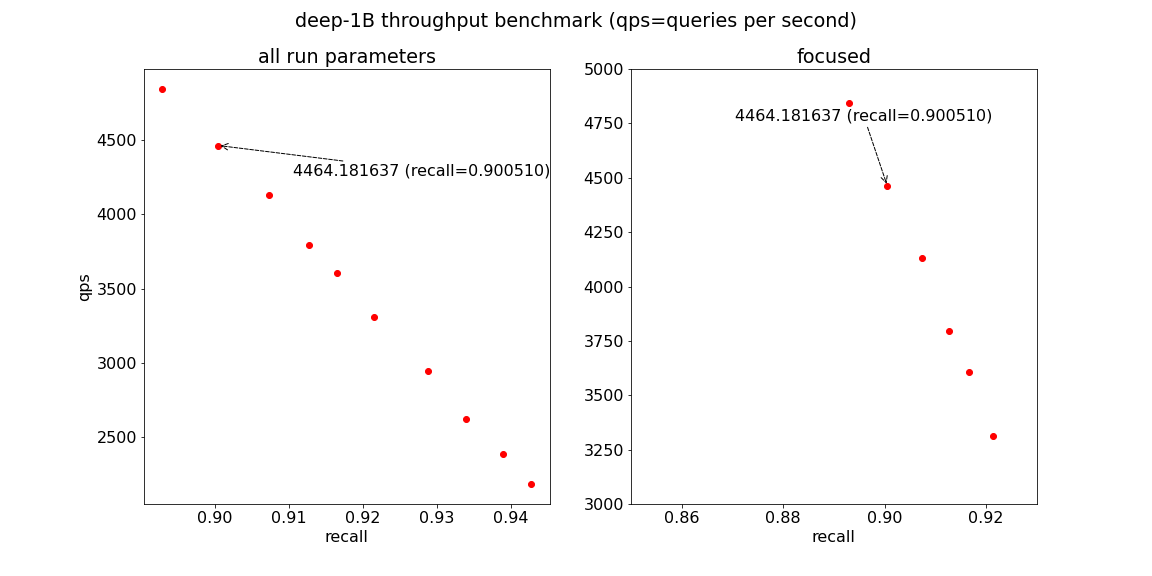 deep-1B throughput benchmark (qps=queries per second)
all run parameters
4500
4000
3500
3000
2500
qps
4464.181637 (recall=0.900510)
0.90 0.91 0.92 0.93 0.94
recall
focused
5000
4750
4500
4250
4000
3750
3500
3250
3000
4464.181637 (recall=0.900510)
0.86 0.88 0.90 0.92
recall